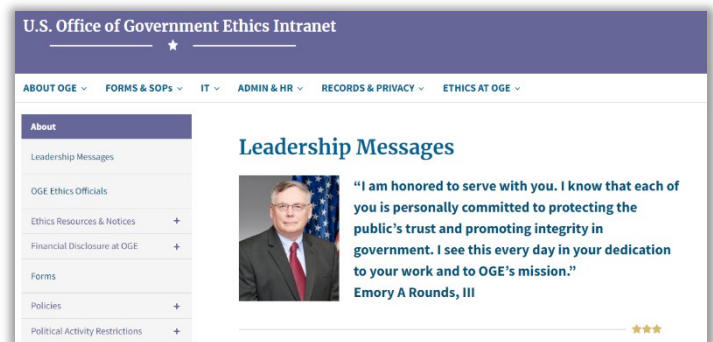 U.S. Office of Government Ethics Intranet
ABOUT OGE FORMS & SOPs IT ADMIN & HR RECORDS & PRIVACY ETHICS AT OGE
About
Leadership Messages
OGE Ethics Officials
Ethics Resources & Notices +
Financial Disclosure at OGE +
Forms
Policies +
Political Activity Restrictions +
Leadership Messages
“I am honored to serve with you. I know that each of
you is personally committed to protecting the
public’s trust and promoting integrity in
government. I see this every day in your dedication
to your work and to OGE’s mission.”
Emory A Rounds, III